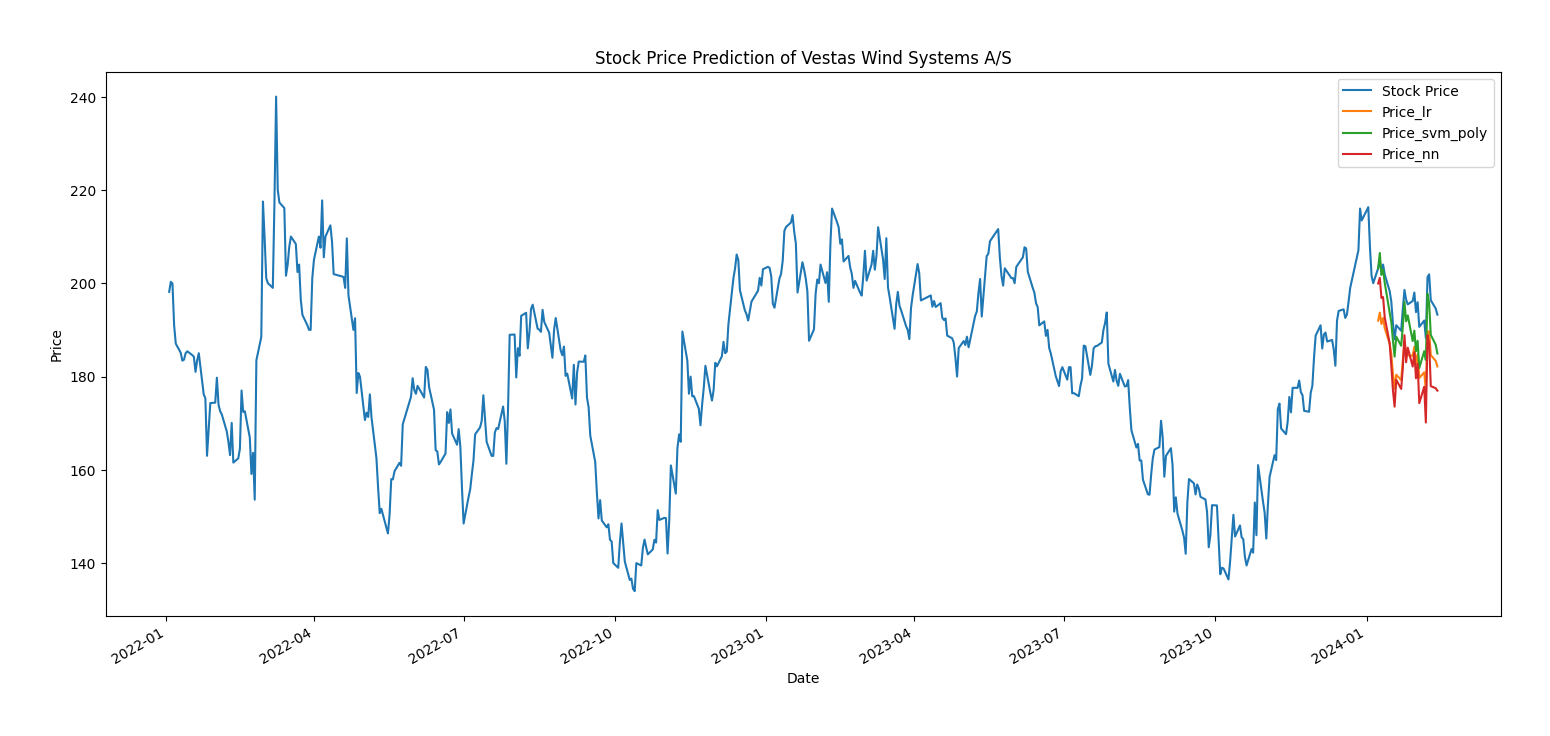 Stock Price Prediction of Vestas Wind Systems A/S
Stock Price
Price_lr
Price_svm_poly
Price_nn
Price
240
220
200
180
160
140
2022-01
2022-04
2022-07
2022-10
2023-01
2023-04
2023-07
2023-10
2024-01
Date